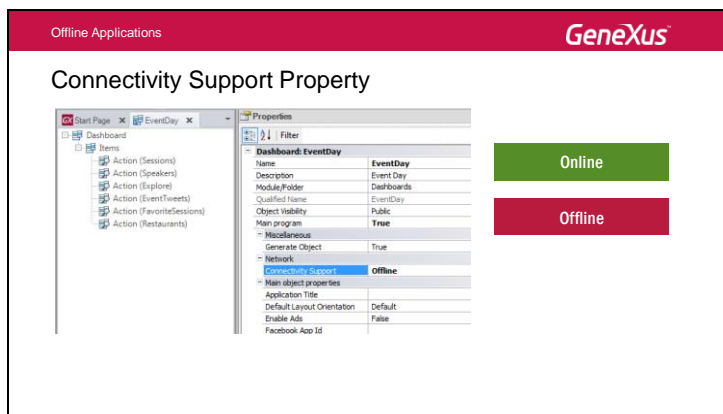 Offline Applications
GeneXus
Connectivity Support Property
GX Start Page x EventDay x
Dashboard
Items
Action (Sessions)
Action (Speakers)
Action (Explore)
Action (EventTweets)
Action (FavoriteSessions)
Action (Restaurants)
Properties
Filter
Dashboard: EventDay
Name EventDay
Description Event Day
Module/Folder Dashboards
Qualified Name EventDay
Object Visibility Public
Main program True
Miscellaneous
Generate Object True
Network
Connectivity Support Offline
Main object properties
Application Title
Default Layout Orientation Default
Enable Ads False
Facebook App Id
Online
Offline